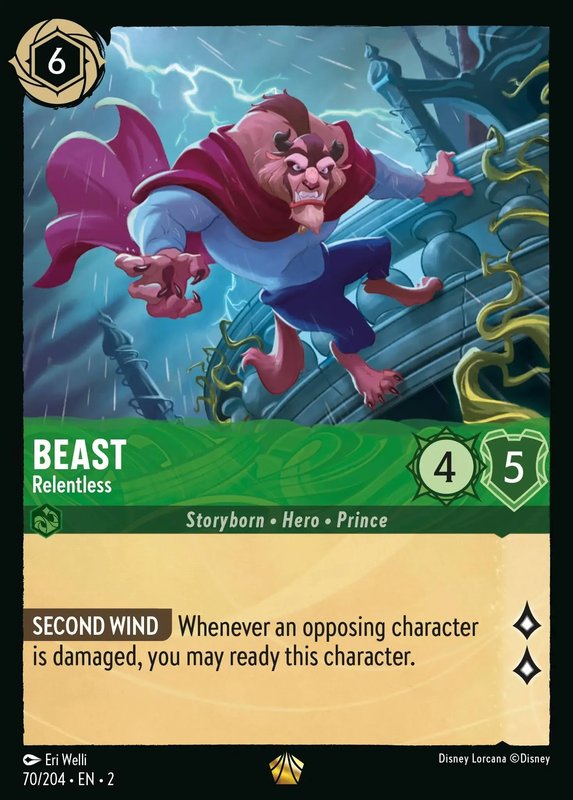 6
BEAST
Relentless
4
5
Storyborn • Hero • Prince
SECOND WIND Whenever an opposing character
is damaged, you may ready this character.
Eri Welli
70/204 • EN • 2
Disney Lorcana ©Disney